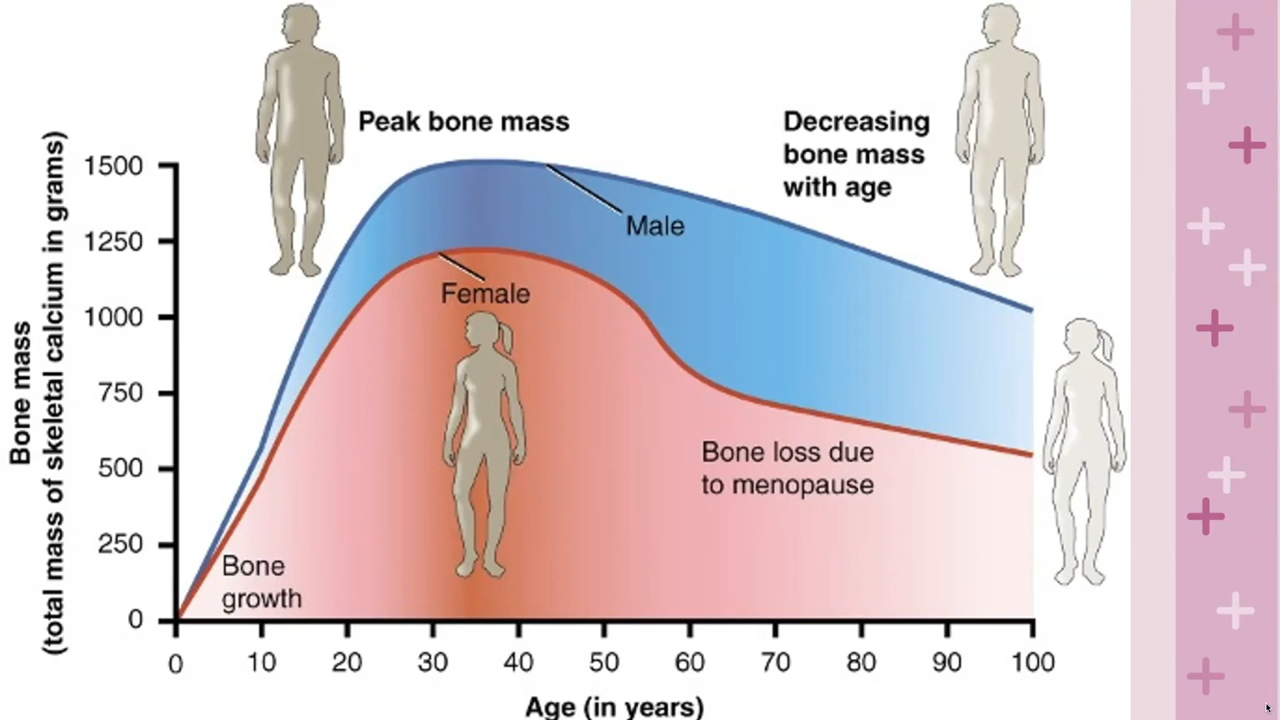 Peak bone mass
Decreasing
bone mass
with age
Bone mass
(total mass of skeletal calcium in grams)
1500
1250
1000
750
500
250
0
Male
Female
Bone loss due
to menopause
Bone
growth
0 10 20 30 40 50 60 70 80 90 100
Age (in years)